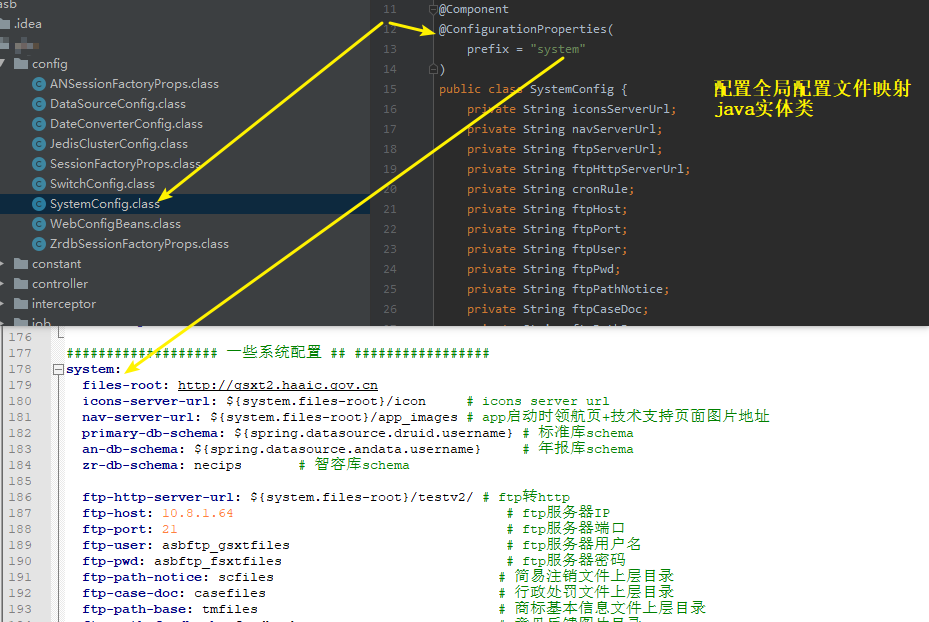 asb
.idea
config
ANSessionFactoryProps.class
DataSourceConfig.class
DateConverterConfig.class
JedisClusterConfig.class
SessionFactoryProps.class
SwitchConfig.class
SystemConfig.class
WebConfigBeans.class
ZrdbSessionFactoryProps.class
constant
controller
interceptor
job
11 @Component
12 @ConfigurationProperties(
13 prefix = "system"
14 )
15 public class SystemConfig {
16 private String iconsServerUrl;
17 private String navServerUrl;
18 private String ftpServerUrl;
19 private String ftpHttpServerUrl;
20 private String cronRule;
21 private String ftpHost;
22 private String ftpPort;
23 private String ftpUser;
24 private String ftpPwd;
25 private String ftpPathNotice;
26 private String ftpCaseDoc;
配置全局配置文件映射
java实体类
176
177 ################### 一些系统配置 ## #################
178 system:
179 files-root: http://gsxt2.haaic.gov.cn
180 icons-server-url: ${system.files-root}/icon # icons server url
181 nav-server-url: ${system.files-root}/app_images # app启动时领航页+技术支持页面图片地址
182 primary-db-schema: ${spring.datasource.druid.username} # 标准库schema
183 an-db-schema: ${spring.datasource.andata.username} # 年报库schema
184 zr-db-schema: necips # 智容库schema
185
186 ftp-http-server-url: ${system.files-root}/testv2/ # ftp转http
187 ftp-host: 10.8.1.64 # ftp服务器IP
188 ftp-port: 21 # ftp服务器端口
189 ftp-user: asbftp_gsxtfiles # ftp服务器用户名
190 ftp-pwd: asbftp_fsxtfiles # ftp服务器密码
191 ftp-path-notice: scfiles # 简易注销文件上层目录
192 ftp-case-doc: casefiles # 行政处罚文件上层目录
193 ftp-path-base: tmfiles # 商标基本信息文件上层目录